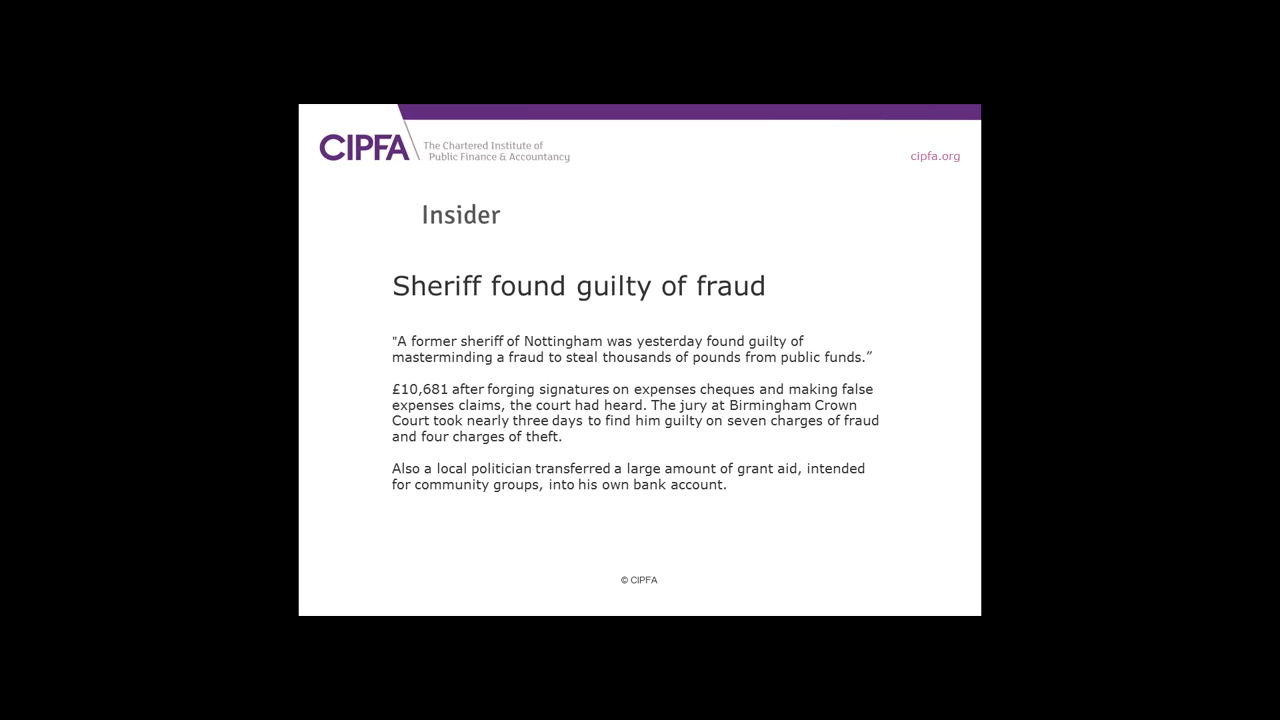 CIPFA
The Chartered Institute of
Public Finance & Accountancy
cipfa.org
Insider
Sheriff found guilty of fraud
"A former sheriff of Nottingham was yesterday found guilty of
masterminding a fraud to steal thousands of pounds from public funds.”
£10,681 after forging signatures on expenses cheques and making false
expenses claims, the court had heard. The jury at Birmingham Crown
Court took nearly three days to find him guilty on seven charges of fraud
and four charges of theft.
Also a local politician transferred a large amount of grant aid, intended
for community groups, into his own bank account.
© CIPFA